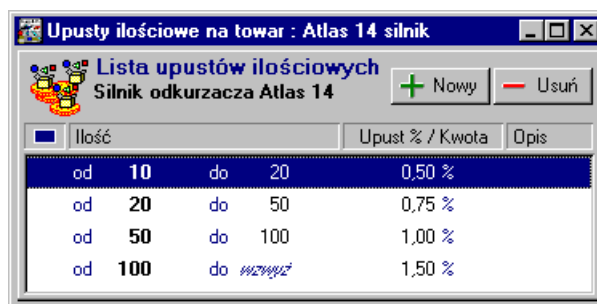 Upusty ilościowe na towar : Atlas 14 silnik
Lista upustów ilościowych
Silnik odkurzacza Atlas 14
Nowy
Usuń
Ilość Upust % / Kwota Opis
od 10 do 20 0,50 %
od 20 do 50 0,75 %
od 50 do 100 1,00 %
od 100 do wzwyż 1,50 %